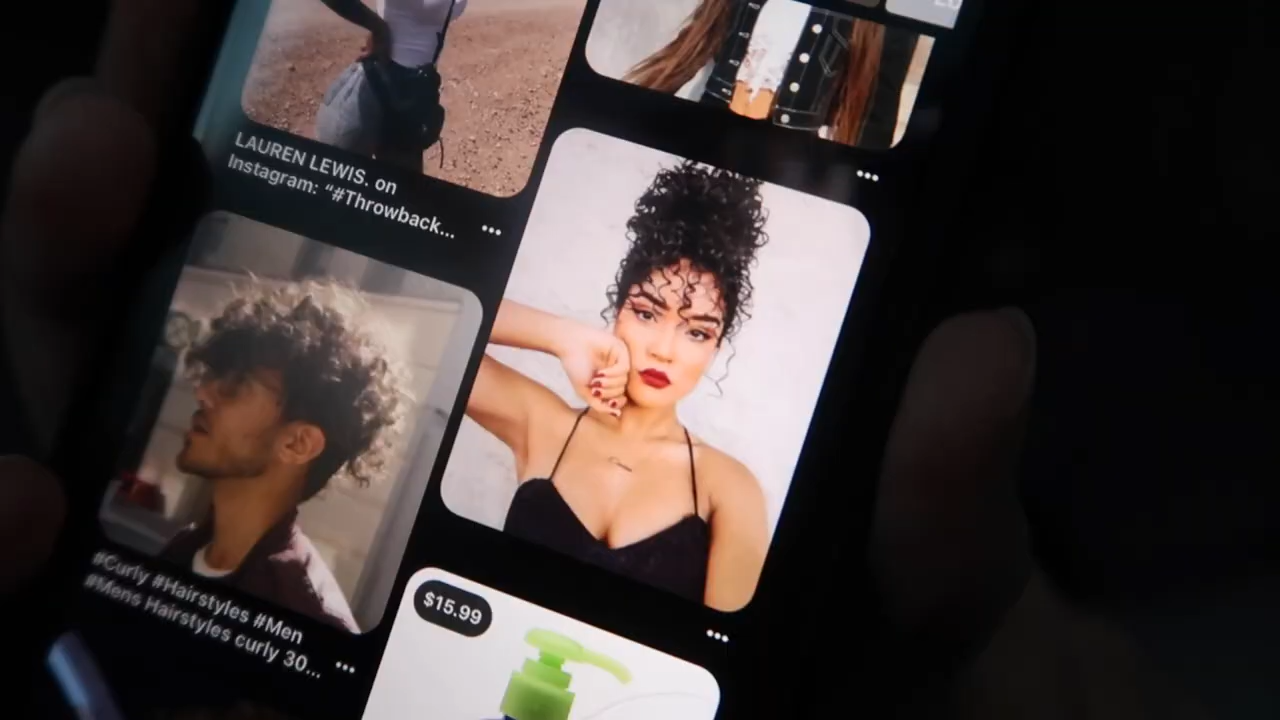 LAUREN LEWIS. on
Instagram: “#Throwback...
#Curly #Hairstyles #Men
#Mens Hairstyles curly 30...
$15.99